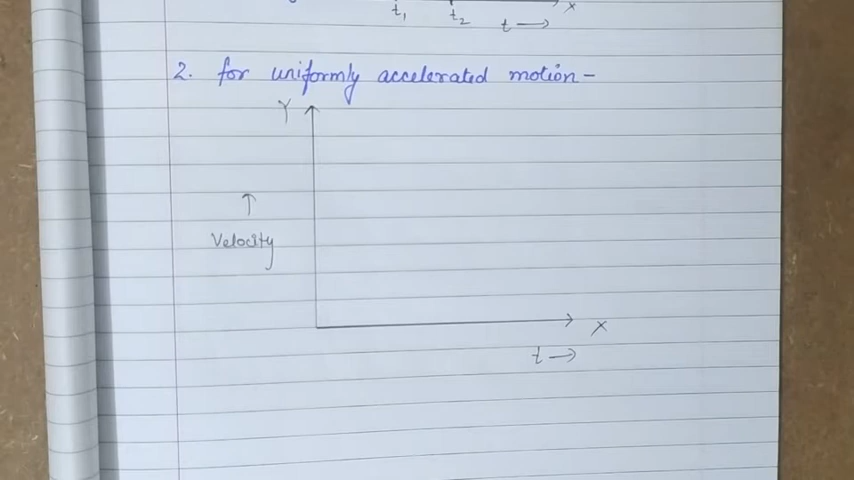 t₁ t₂ t → X
2. for uniformly accelerated motion-
Y
↑
Velocity
X
t →